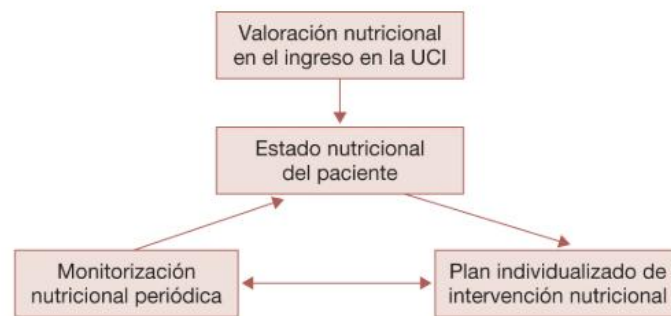 Valoración nutricional
en el ingreso en la UCI
Estado nutricional
del paciente
Monitorización
nutricional periódica
Plan individualizado de
intervención nutricional